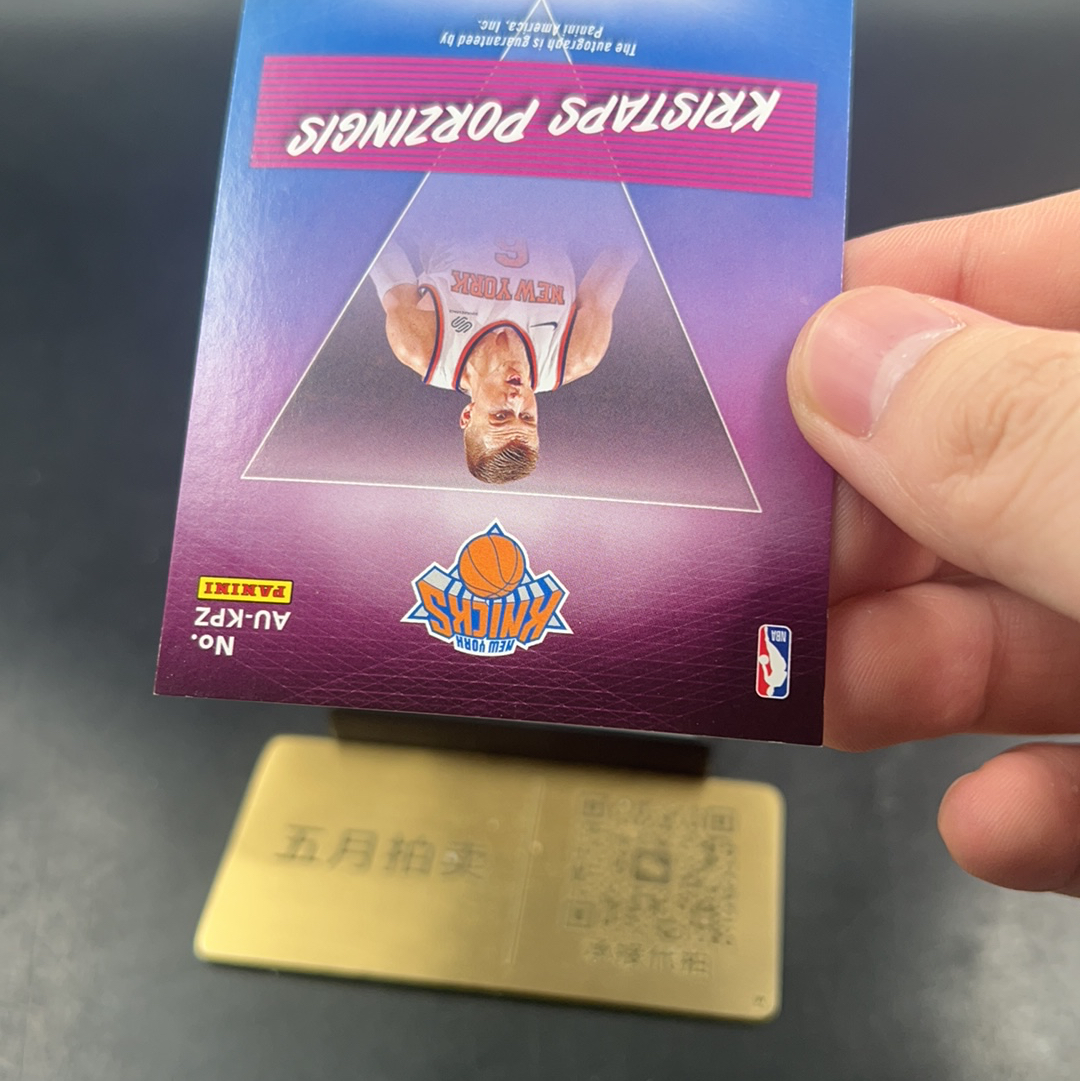 No.
AU-KPZ
PANINI
NBA
NEW YORK
KNICKS
NEW YORK
6
KRISTAPS PORZINGIS
The autograph is guaranteed by
Panini America, Inc.
五月拍卖